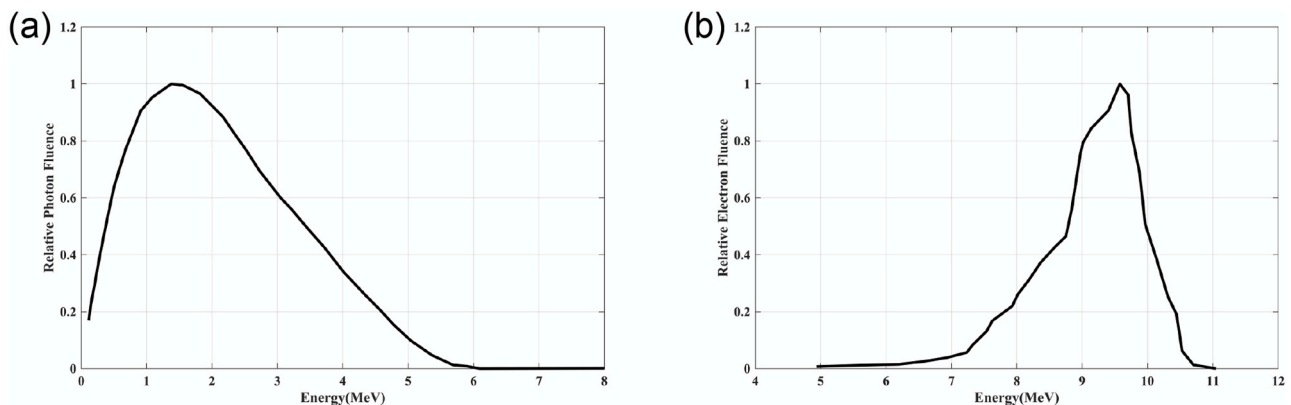 (a)
1.2
1
0.8
0.6
0.4
0.2
0
Relative Photon Fluence
0 1 2 3 4 5 6 7 8
Energy(MeV)
(b)
1.2
1
0.8
0.6
0.4
0.2
0
Relative Electron Fluence
4 5 6 7 8 9 10 11 12
Energy(MeV)